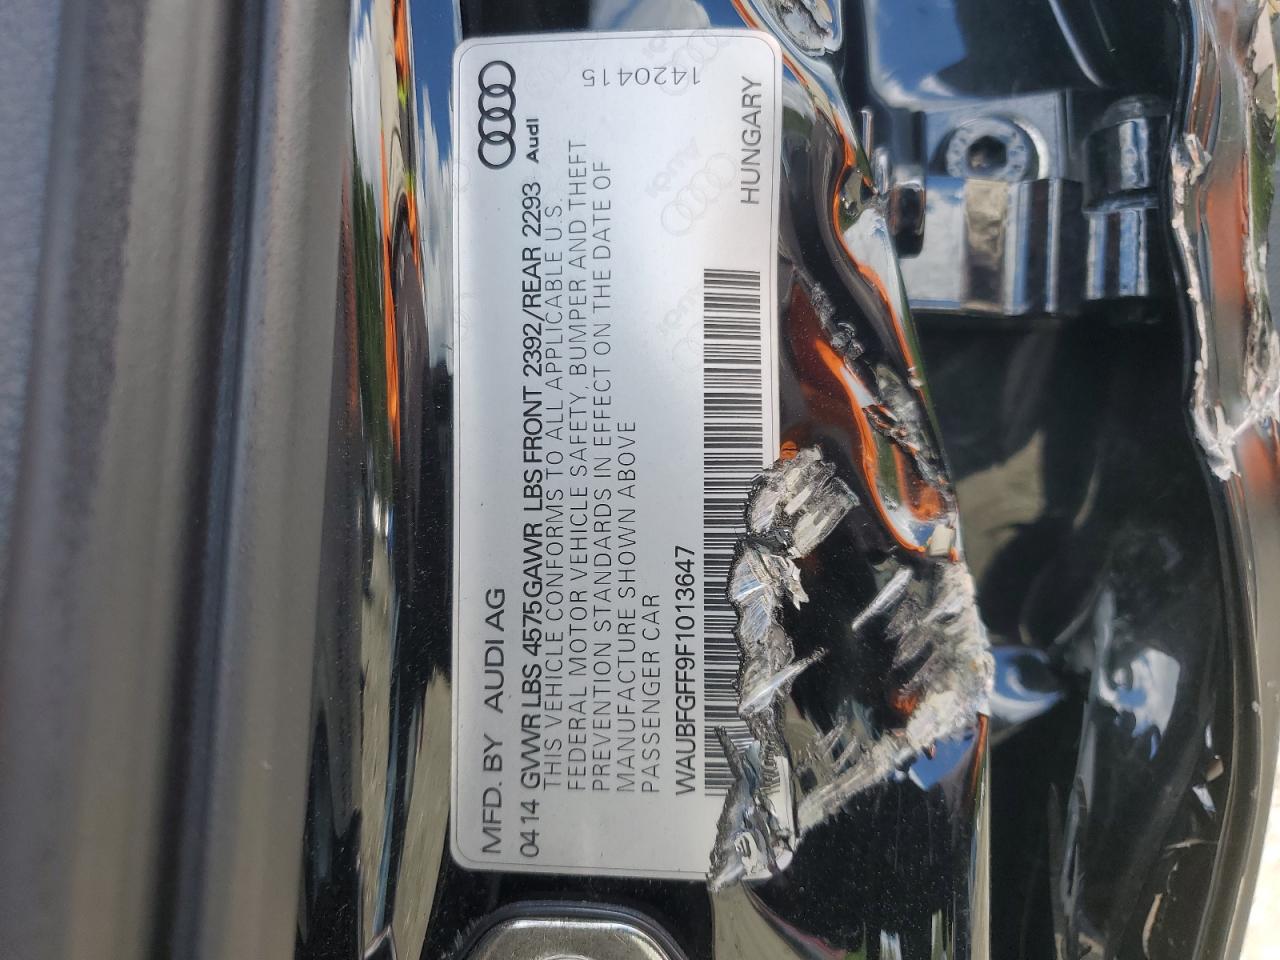 MFD. BY AUDI AG
0414 GVWR LBS 4575 GAWR LBS FRONT 2392/REAR 2293
Audi
THIS VEHICLE CONFORMS TO ALL APPLICABLE U.S.
FEDERAL MOTOR VEHICLE SAFETY, BUMPER AND THEFT
PREVENTION STANDARDS IN EFFECT ON THE DATE OF
MANUFACTURE SHOWN ABOVE
PASSENGER CAR
WAUBFGFF9F1013647
1420415
HUNGARY